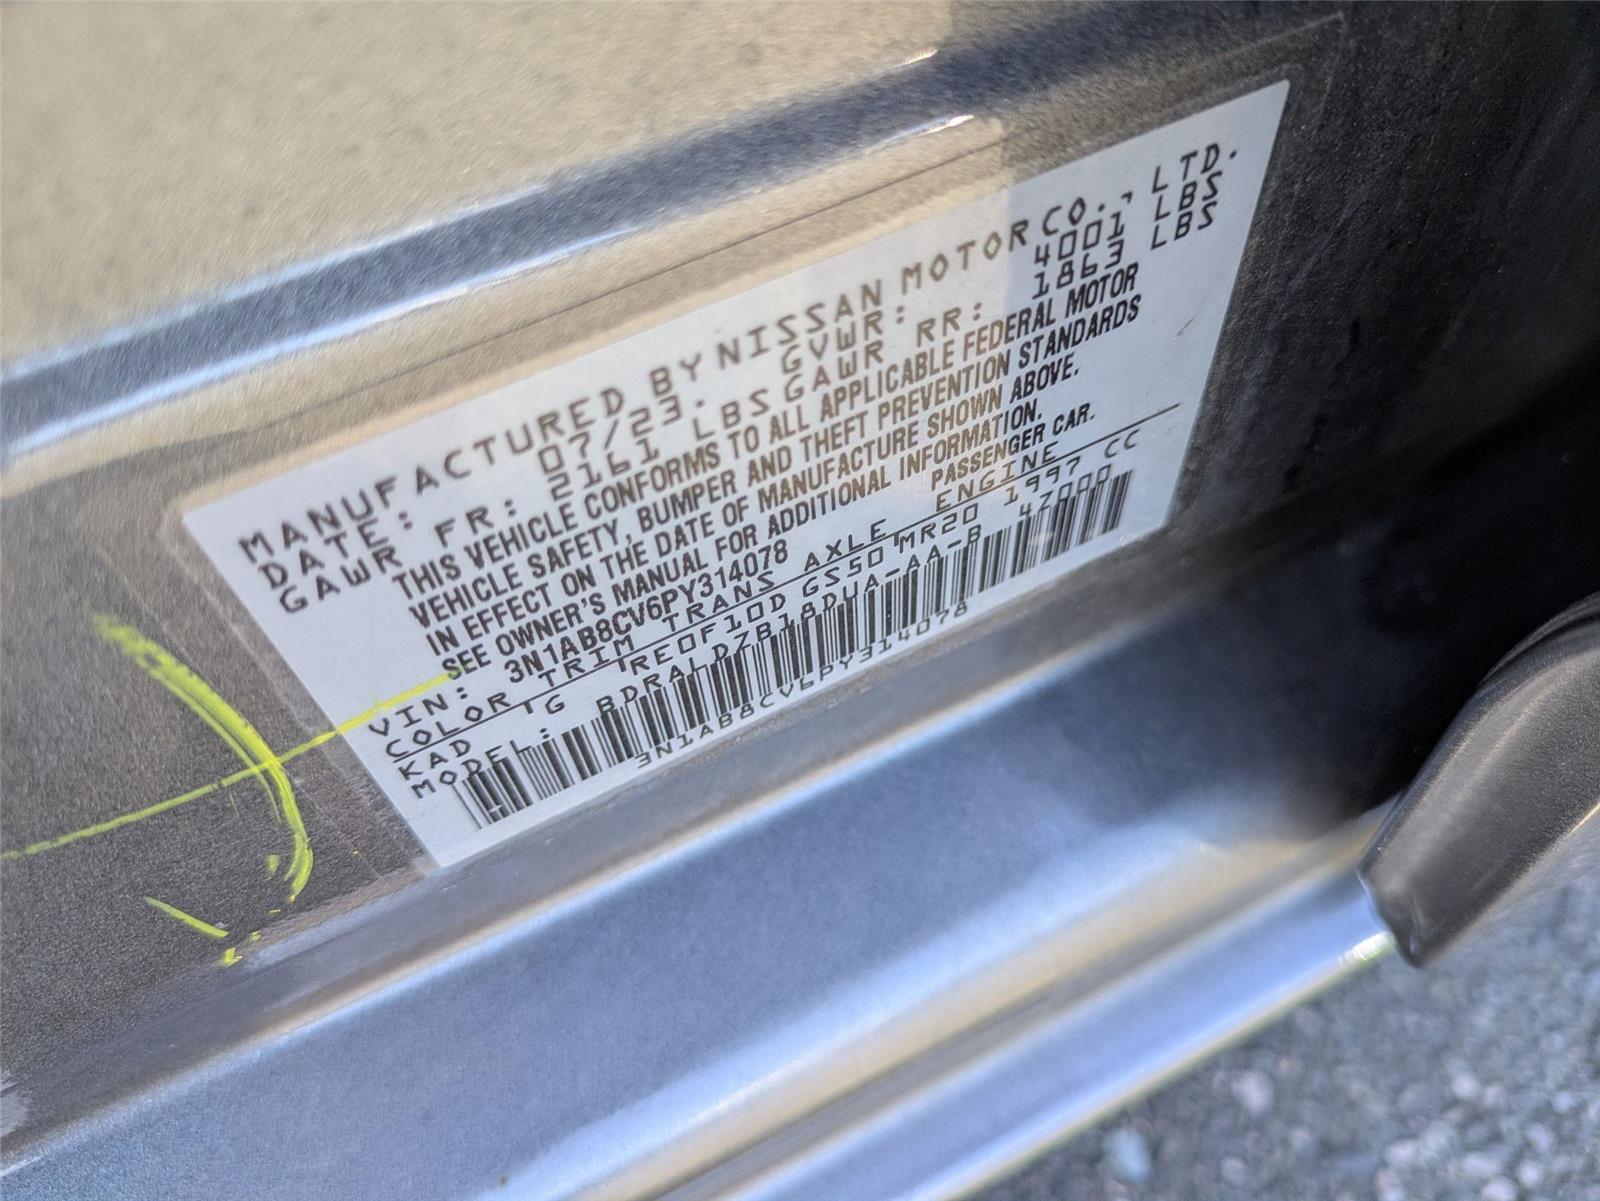 MANUFACTURED BY NISSAN MOTOR CO., LTD.
DATE: 07/23. GVWR: 4001 LBS
GAWR FR: 2161 LBS GAWR RR: 1863 LBS
THIS VEHICLE CONFORMS TO ALL APPLICABLE FEDERAL MOTOR
VEHICLE SAFETY, BUMPER AND THEFT PREVENTION STANDARDS
IN EFFECT ON THE DATE OF MANUFACTURE SHOWN ABOVE.
SEE OWNER'S MANUAL FOR ADDITIONAL INFORMATION.
VIN: 3N1AB8CV6PY314078 PASSENGER CAR.
COLOR TRIM TRANS AXLE ENGINE
KAD G RE0F10D GS50 MR20 1997 CC
MODEL: BDRALDZB18DUA-AA-B 4Z000
3N1AB8CV6PY314078